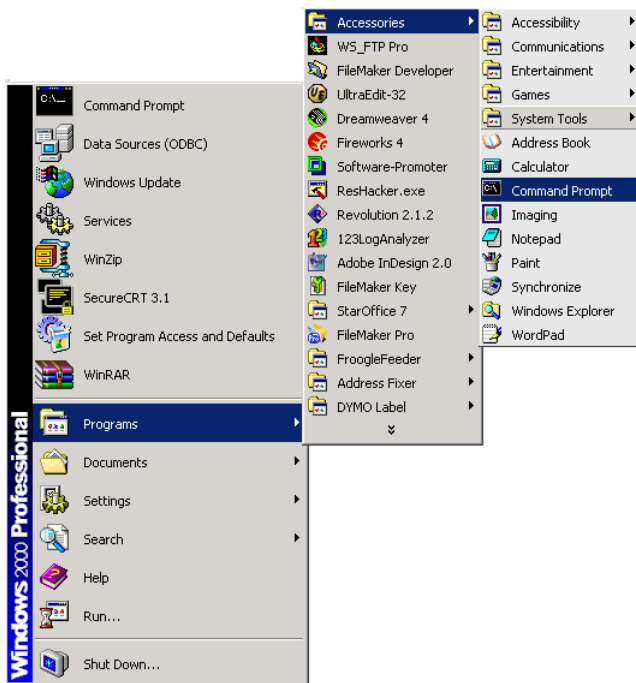 Command Prompt
Data Sources (ODBC)
Windows Update
Services
WinZip
SecureCRT 3.1
Set Program Access and Defaults
WinRAR
Programs
Documents
Settings
Search
Help
Run...
Shut Down...
Windows 2000 Professional
Accessories
WS_FTP Pro
FileMaker Developer
UltraEdit-32
Dreamweaver 4
Fireworks 4
Software-Promoter
ResHacker.exe
Revolution 2.1.2
123LogAnalyzer
Adobe InDesign 2.0
FileMaker Key
StarOffice 7
FileMaker Pro
FroogleFeeder
Address Fixer
DYMO Label
Accessibility
Communications
Entertainment
Games
System Tools
Address Book
Calculator
Command Prompt
Imaging
Notepad
Paint
Synchronize
Windows Explorer
WordPad